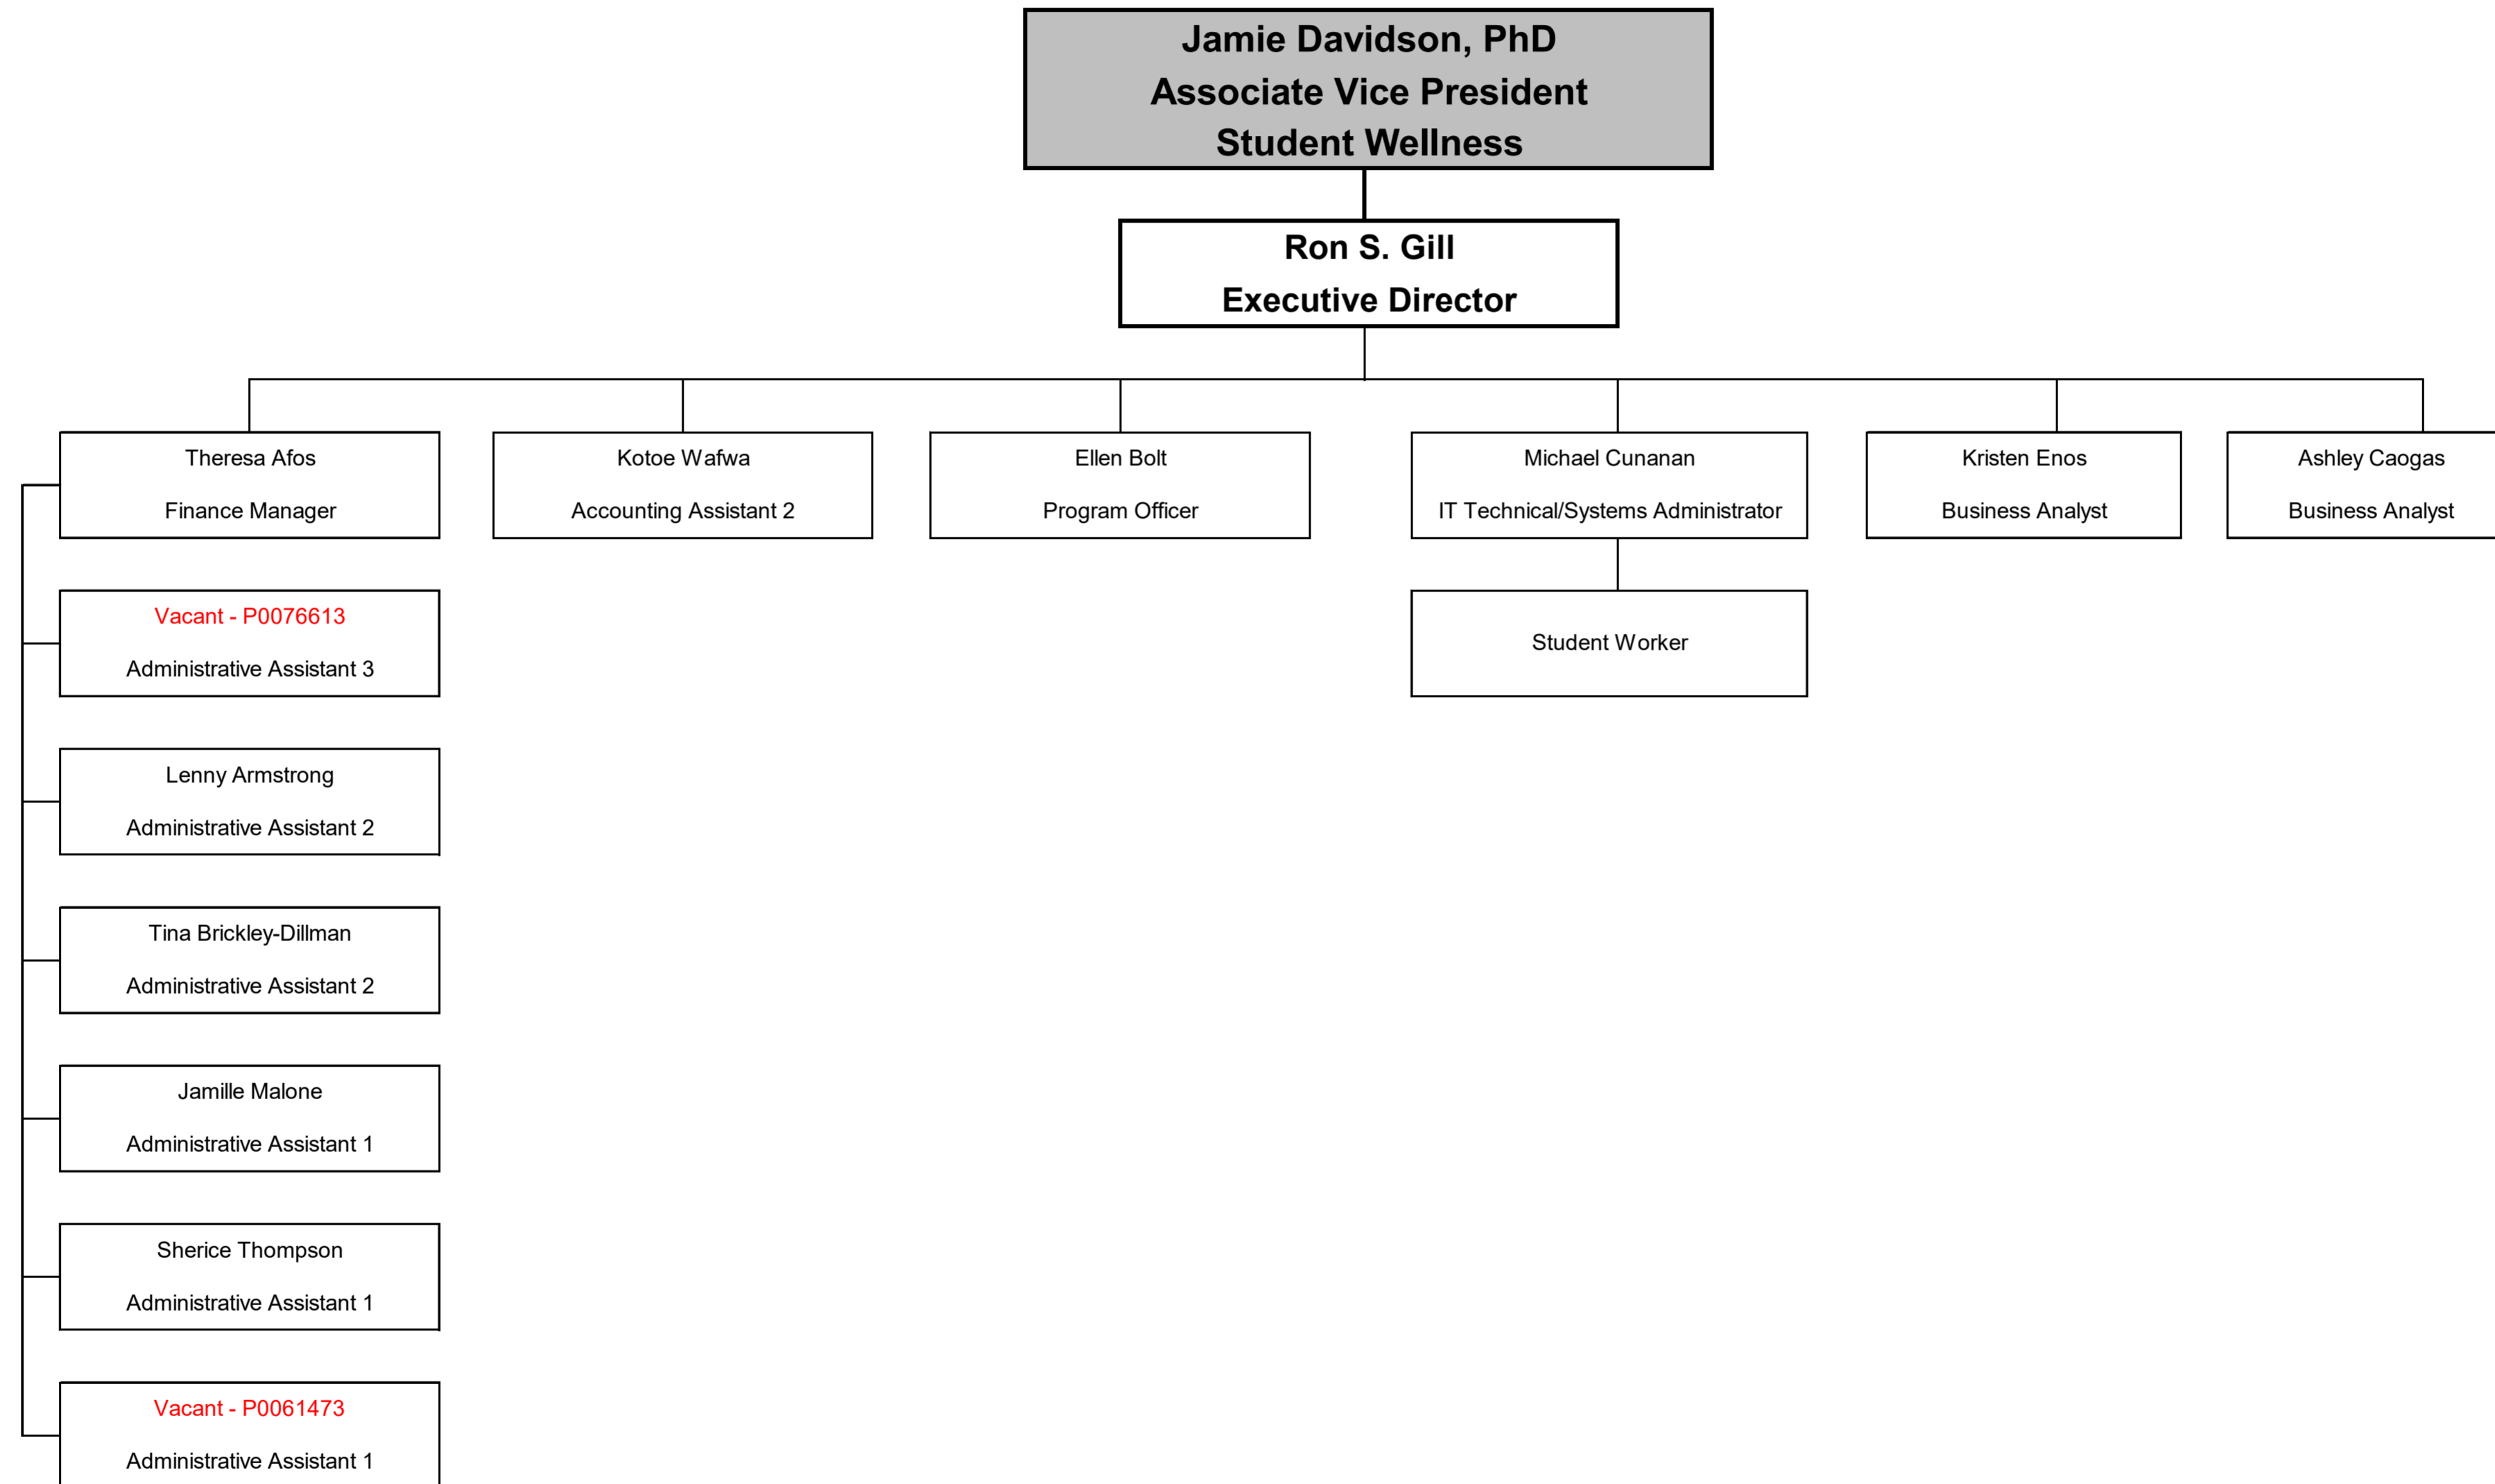 Jamie Davidson, PhD
Associate Vice President
Student Wellness
Ron S. Gill
Executive Director
Theresa Afos
Finance Manager
Kotoe Wafwa
Accounting Assistant 2
Ellen Bolt
Program Officer
Michael Cunanan
IT Technical/Systems Administrator
Kristen Enos
Business Analyst
Ashley Caogas
Business Analyst
Vacant - P0076613
Administrative Assistant 3
Student Worker
Lenny Armstrong
Administrative Assistant 2
Tina Brickley-Dillman
Administrative Assistant 2
Jamille Malone
Administrative Assistant 1
Sherice Thompson
Administrative Assistant 1
Vacant - P0061473
Administrative Assistant 1